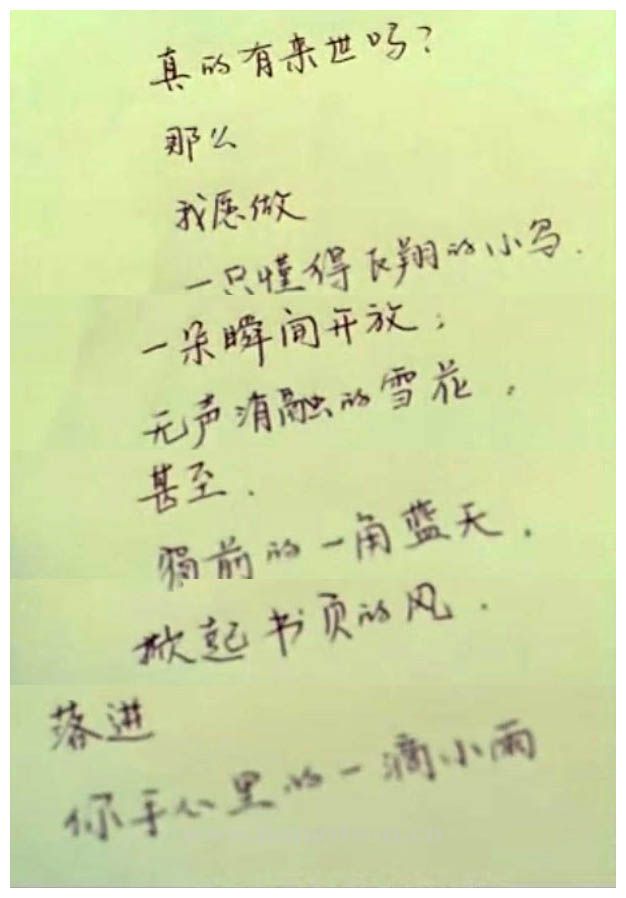 真的有来世吗?
那么
我愿做
一只懂得飞翔的小鸟.
一朵瞬间开放;
无声消融的雪花,
甚至.
前的一角蓝天.
掀起书页的风.
落进
你手心里的一滴小雨